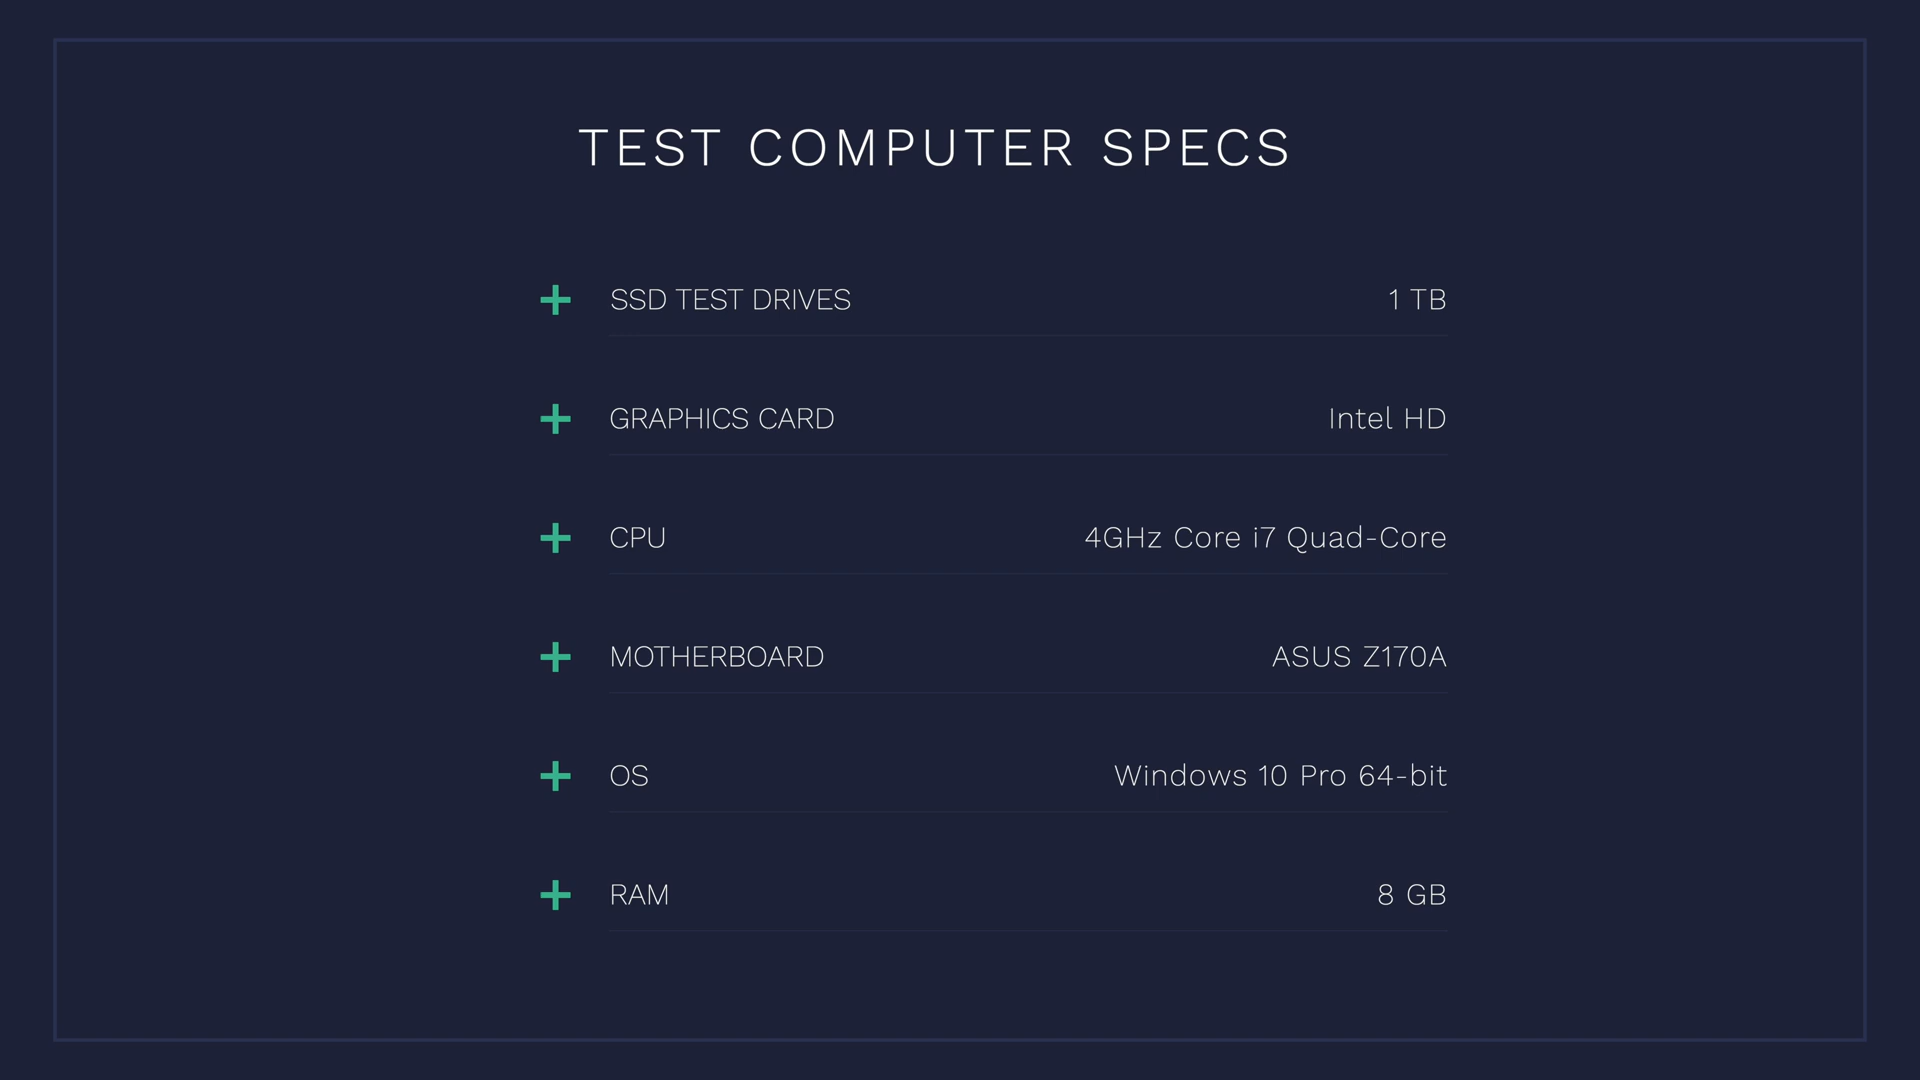 TEST COMPUTER SPECS
SSD TEST DRIVES 1 TB
GRAPHICS CARD Intel HD
CPU 4GHz Core i7 Quad-Core
MOTHERBOARD ASUS Z170A
OS Windows 10 Pro 64-bit
RAM 8 GB